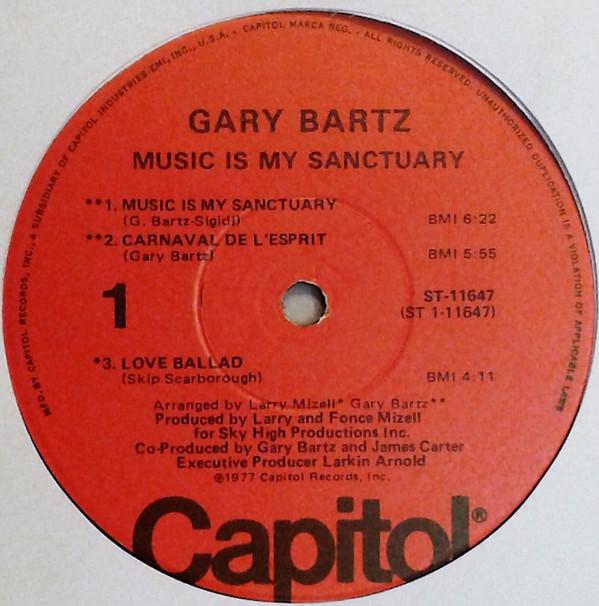 MFD. BY CAPITOL RECORDS, INC., A SUBSIDIARY OF CAPITOL INDUSTRIES-EMI, INC., U.S.A. • CAPITOL MARCA REG. • ALL RIGHTS RESERVED. UNAUTHORIZED DUPLICATION IS A VIOLATION OF APPLICABLE LAWS
GARY BARTZ
MUSIC IS MY SANCTUARY
**1. MUSIC IS MY SANCTUARY
(G. Bartz-Sigidi) BMI 6:22
**2. CARNAVAL DE L'ESPRIT
(Gary Bartz) BMI 5:55
1 ST-11647
(ST 1-11647)
*3. LOVE BALLAD
(Skip Scarborough) BMI 4:11
Arranged by Larry Mizell* Gary Bartz**
Produced by Larry and Fonce Mizell
for Sky High Productions Inc.
Co-Produced by Gary Bartz and James Carter
Executive Producer Larkin Arnold
℗1977 Capitol Records, Inc.
Capitol®